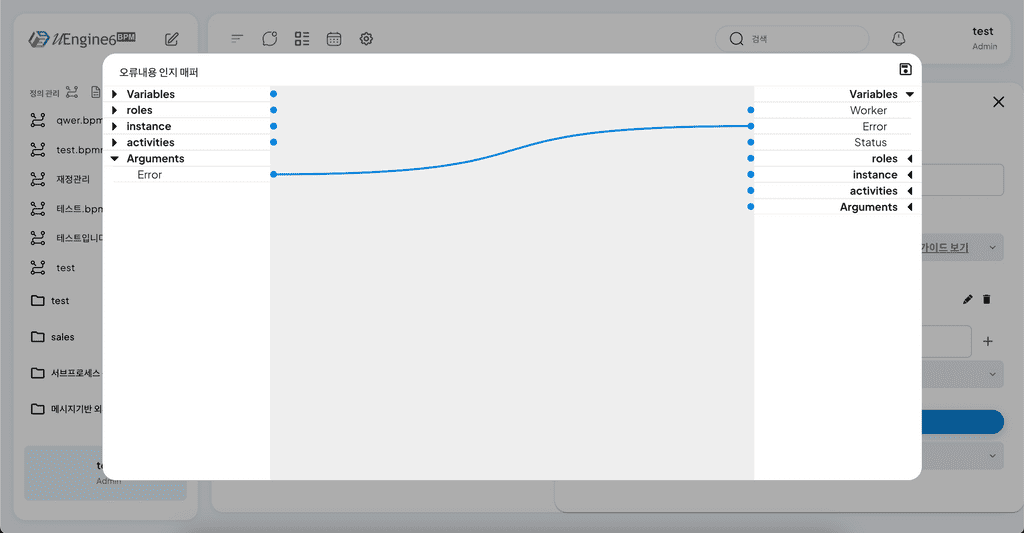 UEngine6 BPM
검색
test
Admin
오류내용 인지 매퍼
정의 관리
qwer.bpm
test.bpm
재정관리
테스트.bpm
테스트입니다
test
test
sales
서브프로세스
메시지기반 외
Admin
Variables
roles
instance
activities
Arguments
Error
Variables
Worker
Error
Status
roles
instance
activities
Arguments
가이드 보기